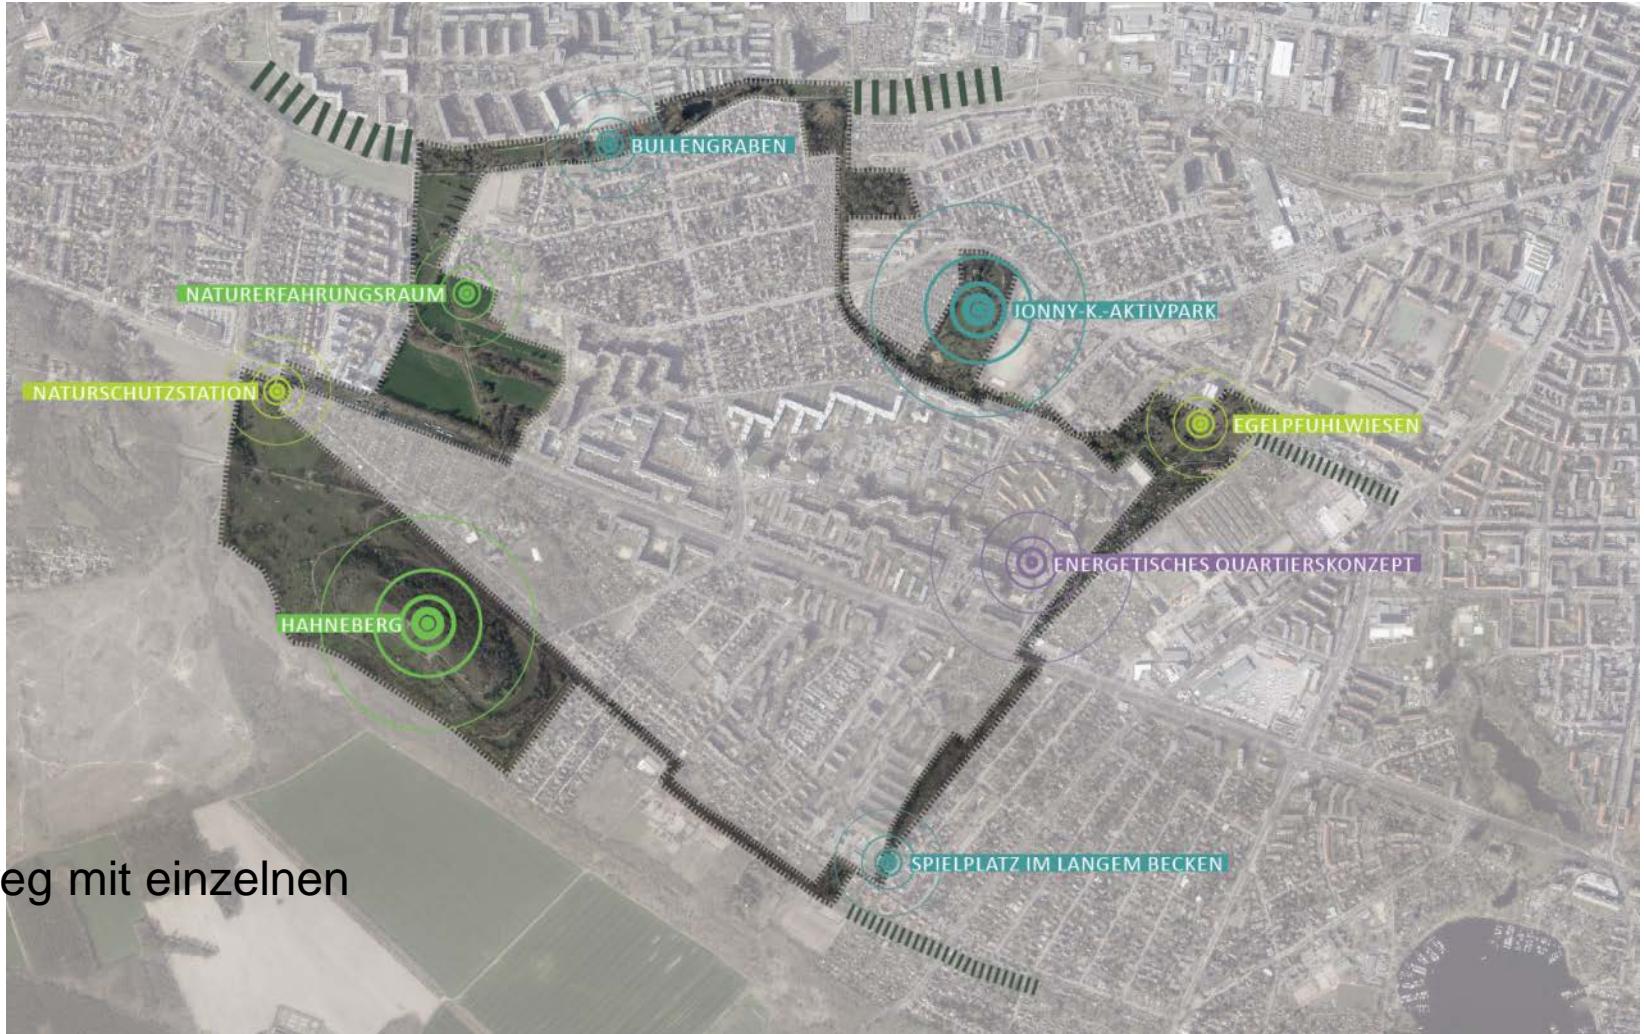 BULLENGRABEN
NATURERFAHRUNGSRAUM
JONNY-K.-AKTIVPARK
NATURSCHUTZSTATION
EGELPFUHLWIESEN
ENERGETISCHES QUARTIERSKONZEPT
HAHNEBERG
SPIELPLATZ IM LANGEM BECKEN
eg mit einzelnen